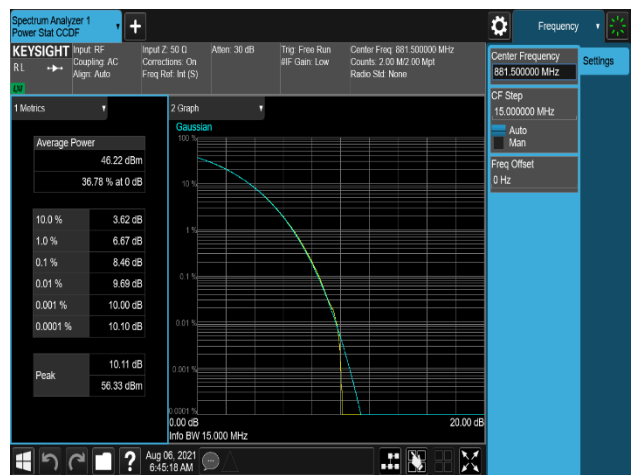 Spectrum Analyzer 1
Power Stat CCDF
+
Frequency
KEYSIGHT
RL
LXI
Input: RF
Coupling: AC
Align: Auto
Input Z: 50 Ω
Corrections: On
Freq Ref: Int (S)
Atten: 30 dB
Trig: Free Run
#IF Gain: Low
Center Freq: 881.500000 MHz
Counts: 2.00 M/2.00 Mpt
Radio Std: None
Center Frequency
881.500000 MHz
Settings
CF Step
15.000000 MHz
Auto
Man
Freq Offset
0 Hz
1 Metrics
Average Power
46.22 dBm
36.78 % at 0 dB
10.0 % 3.62 dB
1.0 % 6.67 dB
0.1 % 8.46 dB
0.01 % 9.69 dB
0.001 % 10.00 dB
0.0001 % 10.10 dB
Peak
10.11 dB
56.33 dBm
2 Graph
Gaussian
100 %
10 %
1 %
0.1 %
0.01 %
0.001 %
0.0001 %
0.00 dB 20.00 dB
Info BW 15.000 MHz
?
Aug 06, 2021
6:45:18 AM